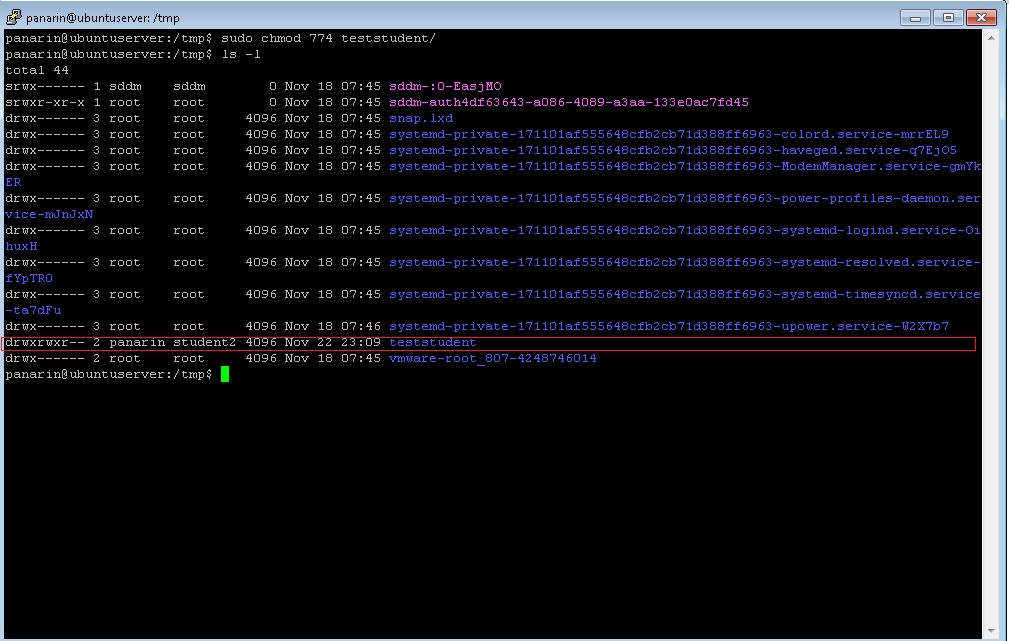 panarin@ubuntuserver: /tmp
panarin@ubuntuserver:/tmp$ sudo chmod 774 teststudent/
panarin@ubuntuserver:/tmp$ ls -l
total 44
srwx------ 1 sddm    sddm       0 Nov 18 07:45 sddm-:0-EasjMO
srwxr-xr-x 1 root    root       0 Nov 18 07:45 sddm-auth4df63643-a086-4089-a3aa-133e0ac7fd45
drwx------ 3 root    root    4096 Nov 18 07:45 snap.lxd
drwx------ 3 root    root    4096 Nov 18 07:45 systemd-private-171101af555648cfb2cb71d388ff6963-colord.service-mrrEL9
drwx------ 3 root    root    4096 Nov 18 07:45 systemd-private-171101af555648cfb2cb71d388ff6963-haveged.service-q7EjO5
drwx------ 3 root    root    4096 Nov 18 07:45 systemd-private-171101af555648cfb2cb71d388ff6963-ModemManager.service-gmYk
ER
drwx------ 3 root    root    4096 Nov 18 07:45 systemd-private-171101af555648cfb2cb71d388ff6963-power-profiles-daemon.ser
vice-mJnJxN
drwx------ 3 root    root    4096 Nov 18 07:45 systemd-private-171101af555648cfb2cb71d388ff6963-systemd-logind.service-Oi
huxH
drwx------ 3 root    root    4096 Nov 18 07:45 systemd-private-171101af555648cfb2cb71d388ff6963-systemd-resolved.service-
fYpTRO
drwx------ 3 root    root    4096 Nov 18 07:45 systemd-private-171101af555648cfb2cb71d388ff6963-systemd-timesyncd.service
-ta7dFu
drwx------ 3 root    root    4096 Nov 18 07:46 systemd-private-171101af555648cfb2cb71d388ff6963-upower.service-W2X7b7
drwxrwxr-- 2 panarin student2 4096 Nov 22 23:09 teststudent
drwx------ 2 root    root    4096 Nov 18 07:45 vmware-root_807-4248746014
panarin@ubuntuserver:/tmp$